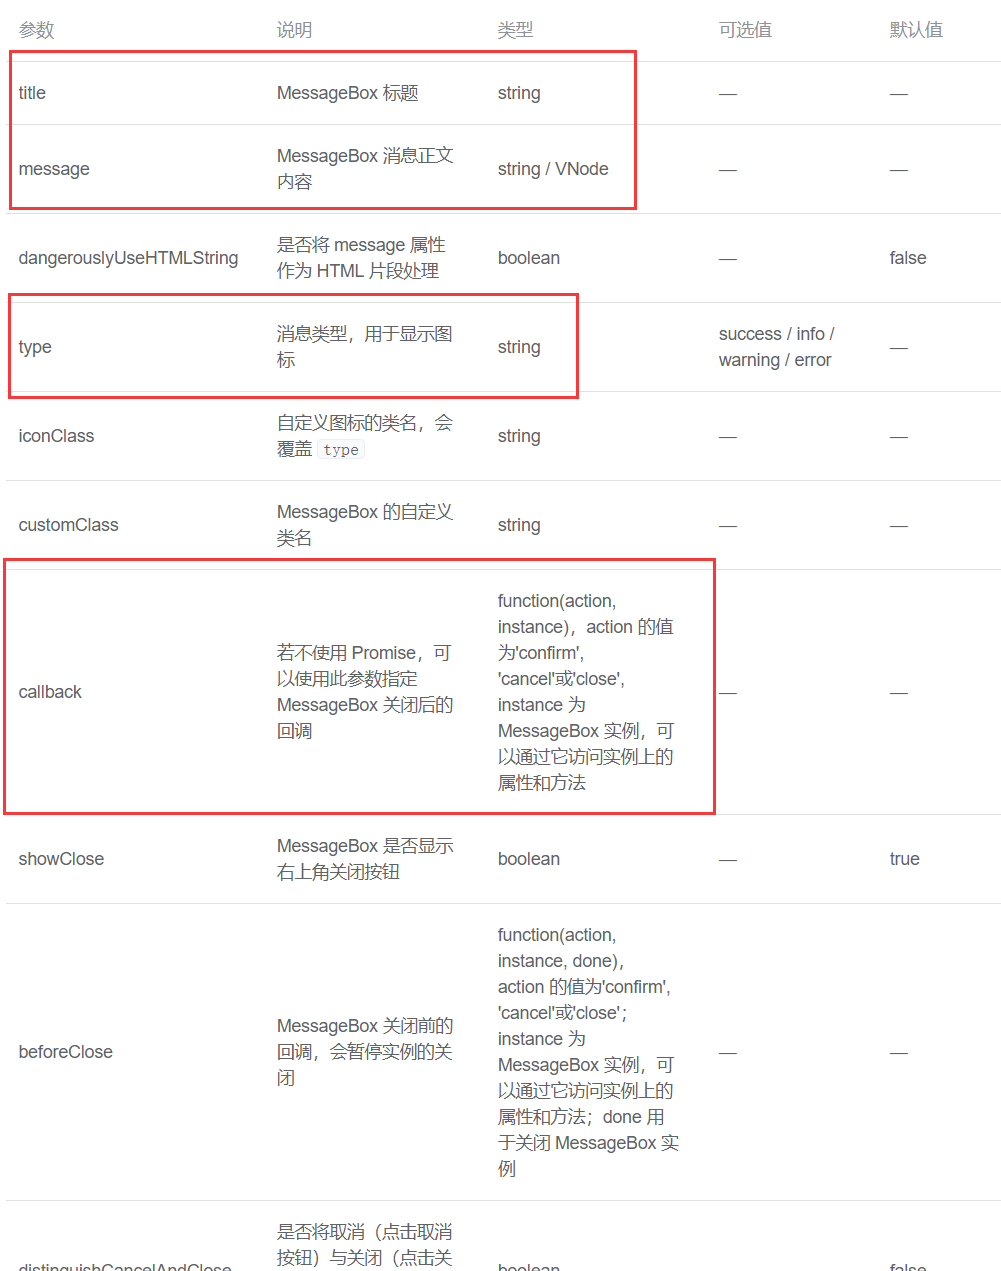 参数 说明 类型 可选值 默认值
title MessageBox 标题 string — —
message MessageBox 消息正文 string / VNode — —
内容
dangerouslyUseHTMLString 是否将 message 属性 boolean — false
作为 HTML 片段处理
type 消息类型，用于显示图 string success / info / —
标 warning / error
iconClass 自定义图标的类名，会 string — —
覆盖 type
customClass MessageBox 的自定义 string — —
类名
callback 若不使用 Promise，可 function(action, — —
以使用此参数指定 instance)，action 的值
MessageBox 关闭后的 为'confirm',
回调 'cancel'或'close',
instance 为
MessageBox 实例，可
以通过它访问实例上的
属性和方法
showClose MessageBox 是否显示 boolean — true
右上角关闭按钮
beforeClose MessageBox 关闭前的 function(action, — —
回调，会暂停实例的关 instance, done)，
闭 action 的值为'confirm',
'cancel'或'close'；
instance 为
MessageBox 实例，可
以通过它访问实例上的
属性和方法；done 用
于关闭 MessageBox 实
例
是否将取消（点击取消
按钮）与关闭（点击关
distinguishCancelAndClose boolean — false